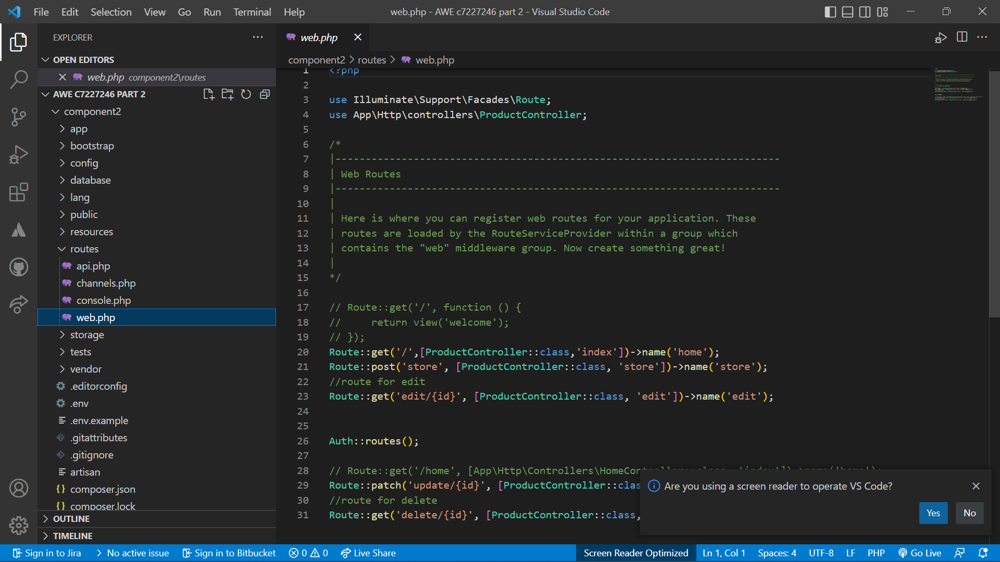 File Edit Selection View Go Run Terminal Help
web.php - AWE c7227246 part 2 - Visual Studio Code
EXPLORER
OPEN EDITORS
web.php component2\routes
AWE C7227246 PART 2
component2
app
bootstrap
config
database
lang
public
resources
routes
api.php
channels.php
console.php
web.php
storage
tests
vendor
.editorconfig
.env
.env.example
.gitattributes
.gitignore
artisan
composer.json
composer.lock
OUTLINE
TIMELINE
web.php
component2 > routes > web.php
1 <?php
2
3 use Illuminate\Support\Facades\Route;
4 use App\Http\controllers\ProductController;
5
6 /*
7 |--------------------------------------------------------------------------
8 | Web Routes
9 |--------------------------------------------------------------------------
10 |
11 | Here is where you can register web routes for your application. These
12 | routes are loaded by the RouteServiceProvider within a group which
13 | contains the "web" middleware group. Now create something great!
14 |
15 */
16
17 // Route::get('/', function () {
18 //     return view('welcome');
19 // });
20 Route::get('/',[ProductController::class,'index'])->name('home');
21 Route::post('store', [ProductController::class, 'store'])->name('store');
22 //route for edit
23 Route::get('edit/{id}', [ProductController::class, 'edit'])->name('edit');
24
25
26 Auth::routes();
27
28 // Route::get('/home', [App\Http\Controllers\HomeController::class, 'index'])->name('home');
29 Route::patch('update/{id}', [ProductController::clas
30 //route for delete
31 Route::get('delete/{id}', [ProductController::class,
Are you using a screen reader to operate VS Code?
Yes No
Sign in to Jira > No active issue Sign in to Bitbucket 0 0 Live Share
Screen Reader Optimized Ln 1, Col 1 Spaces: 4 UTF-8 LF PHP Go Live